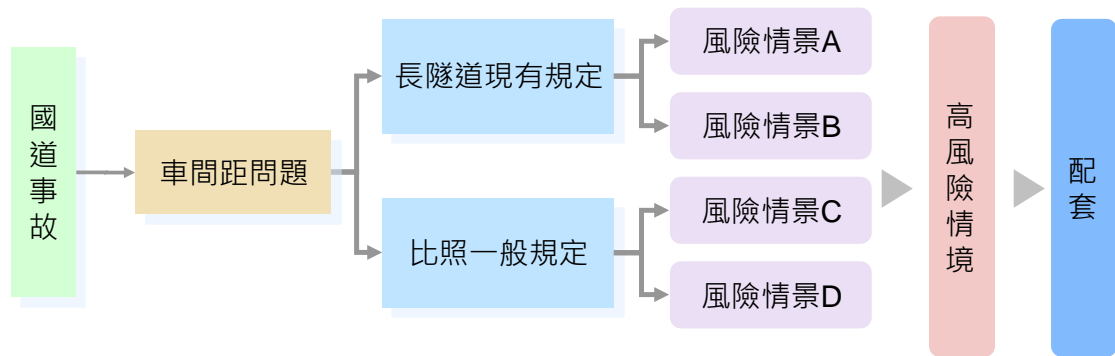 國道事故
車間距問題
長隧道現有規定
比照一般規定
風險情景A
風險情景B
風險情景C
風險情景D
高風險情境
配套